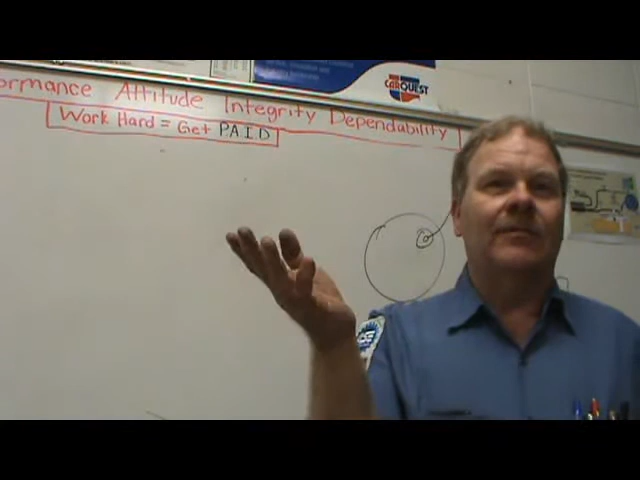 CARQUEST
ormance Attitude Integrity Dependability
Work Hard = Get PAID